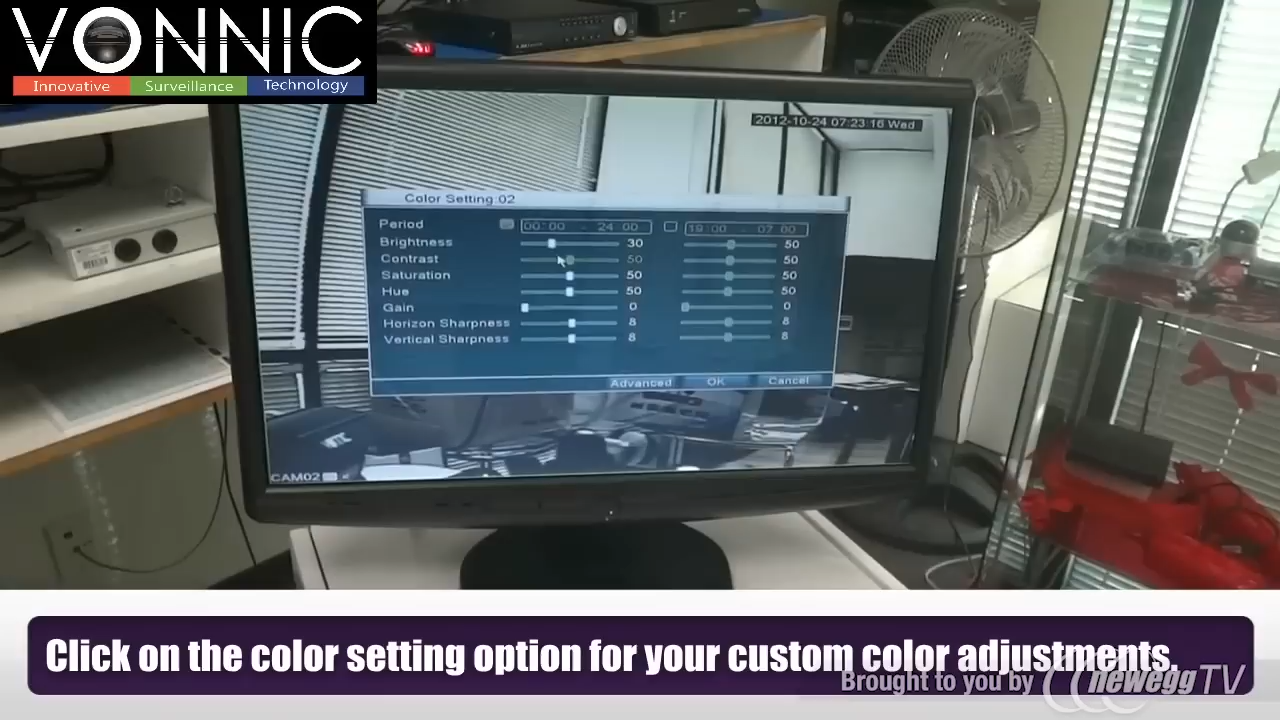 VONNIC
Innovative Surveillance Technology
2012-10-24 07:23:16 Wed
Color Setting 02
Period 00:00 - 24 00 19:00 - 07 00
Brightness 30 50
Contrast 50 50
Saturation 50 50
Hue 50 50
Gain 0 0
Horizon Sharpness 8 8
Vertical Sharpness 8 8
Advanced OK Cancel
CAM02
Click on the color setting option for your custom color adjustments.
Brought to you by newegg TV